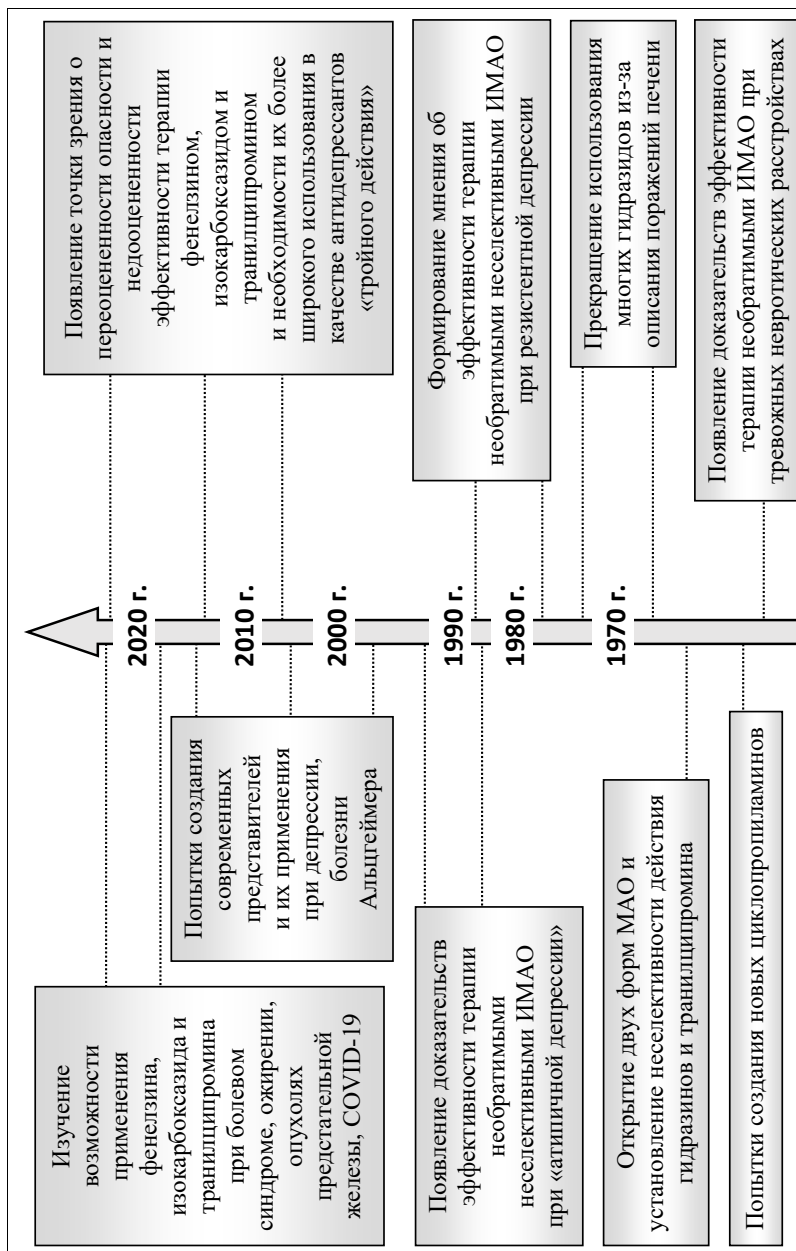 Попытки создания новых циклопропиламинов
Открытие двух форм МАО и
установление неселективности действия
гидразинов и транилципромина
Появление доказательств
эффективности терапии
необратимыми
неселективными ИМАО
при «атипичной депрессии»
Попытки создания
современных
представителей
и их применения
при депрессии,
болезни
Альцгеймера
Изучение
возможности
применения
фенелзина,
изокарбоксазида и
транилципромина
при болевом
синдроме, ожирении,
опухолях
предстательной
железы, COVID-19
1970 г.
1980 г.
1990 г.
2000 г.
2010 г.
2020 г.
Появление доказательств эффективности
терапии необратимыми ИМАО при
тревожных невротических расстройствах
Прекращение использования
многих гидразидов из-за
описания поражений печени
Формирование мнения об
эффективности терапии
необратимыми неселективными ИМАО
при резистентной депрессии
Появление точки зрения о
переоцененности опасности и
недооцененности
эффективности терапии
фенелзином,
изокарбоксазидом и
транилципромином
и необходимости их более
широкого использования в
качестве антидепрессантов
«тройного действия»